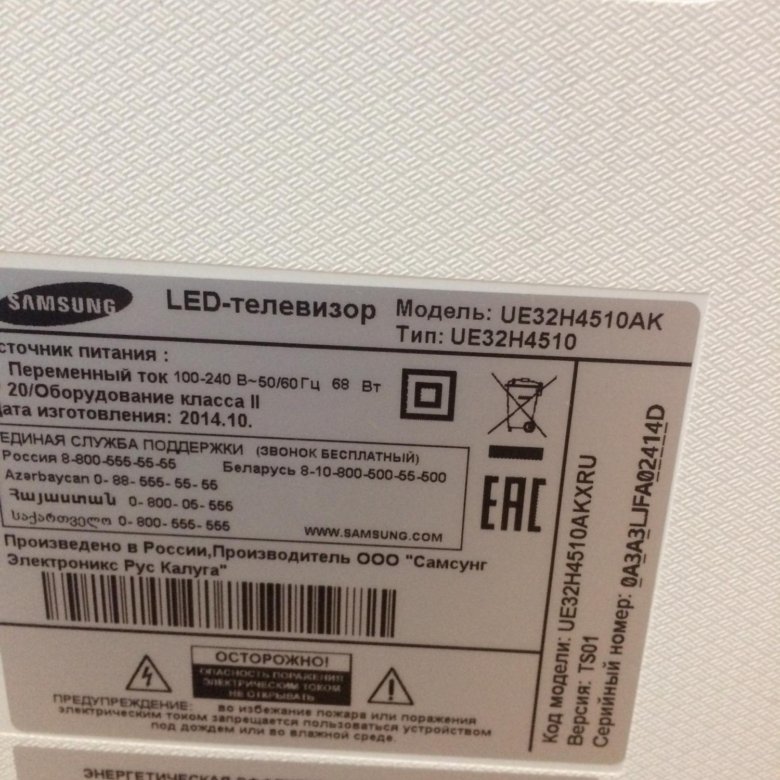 SAMSUNG
LED-телевизор
Модель: UE32H4510AK
Тип: UE32H4510
сточник питания :
Переменный ток 100-240 В~50/60Гц 68 Вт
20/Оборудование класса II
ата изготовления: 2014.10.
ЕДИНАЯ СЛУЖБА ПОДДЕРЖКИ (ЗВОНОК БЕСПЛАТНЫЙ)
Россия 8-800-555-55-55
Беларусь 8-10-800-500-55-500
Azərbaycan 0-88-555-55-55
Հայաստան 0-800-05-555
საქართველო 0-800-555-555
WWW.SAMSUNG.COM
Произведено в России,Производитель ООО "Самсунг
Электроникс Рус Калуга"
EAC
ОСТОРОЖНО!
ОПАСНОСТЬ ПОРАЖЕНИЯ
ЭЛЕКТРИЧЕСКИМ ТОКОМ
НЕ ОТКРЫВАТЬ
ПРЕДУПРЕЖДЕНИЕ: во избежание пожара или поражения
электрическим током запрещается пользоваться устройством
под дождем или во влажной среде.
Код модели: UE32H4510AKXRU
Версия: TS01
Серийный номер: 0A3A3LJFA02414D
ЭНЕРГЕТИЧЕСКАЯ